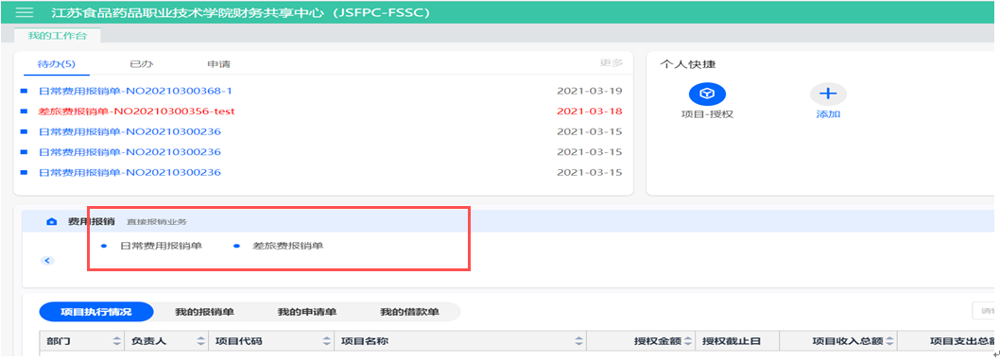 江苏食品药品职业技术学院财务共享中心（JSFPC-FSSC）
我的工作台
待办(5) 已办 申请 更多
日常费用报销单-NO20210300368-1 2021-03-19
差旅费报销单-NO20210300356-test 2021-03-18
日常费用报销单-NO20210300236 2021-03-15
日常费用报销单-NO20210300236 2021-03-15
日常费用报销单-NO20210300236 2021-03-15
个人快捷
项目-授权 添加
费用报销 直接报销业务
日常费用报销单 差旅费报销单
项目执行情况 我的报销单 我的申请单 我的借款单
部门 负责人 项目代码 项目名称 授权金额 授权截止日 项目收入总额 项目支出总